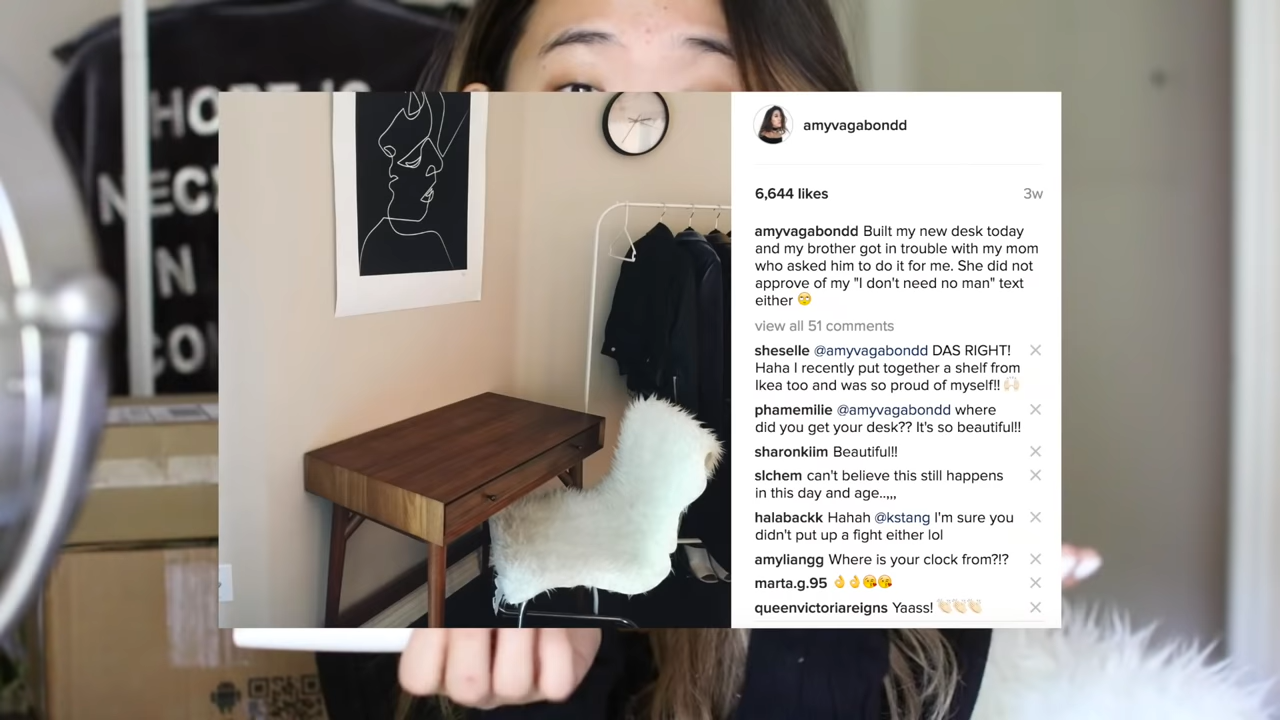 HOPE IS
NECK
IN
COM
amyvagabondd
6,644 likes 3w
amyvagabondd Built my new desk today
and my brother got in trouble with my mom
who asked him to do it for me. She did not
approve of my "I don't need no man" text
either 🙄
view all 51 comments
sheselle @amyvagabondd DAS RIGHT!
Haha I recently put together a shelf from
Ikea too and was so proud of myself!! 🙌🏻
phamemilie @amyvagabondd where
did you get your desk?? It's so beautiful!!
sharonkiim Beautiful!!
slchem can't believe this still happens
in this day and age..,,,
halabackk Hahah @kstang I'm sure you
didn't put up a fight either lol
amyliangg Where is your clock from?!?
marta.g.95 👌👌😘😘
queenvictoriareigns Yaass! 👏🏻👏🏻👏🏻